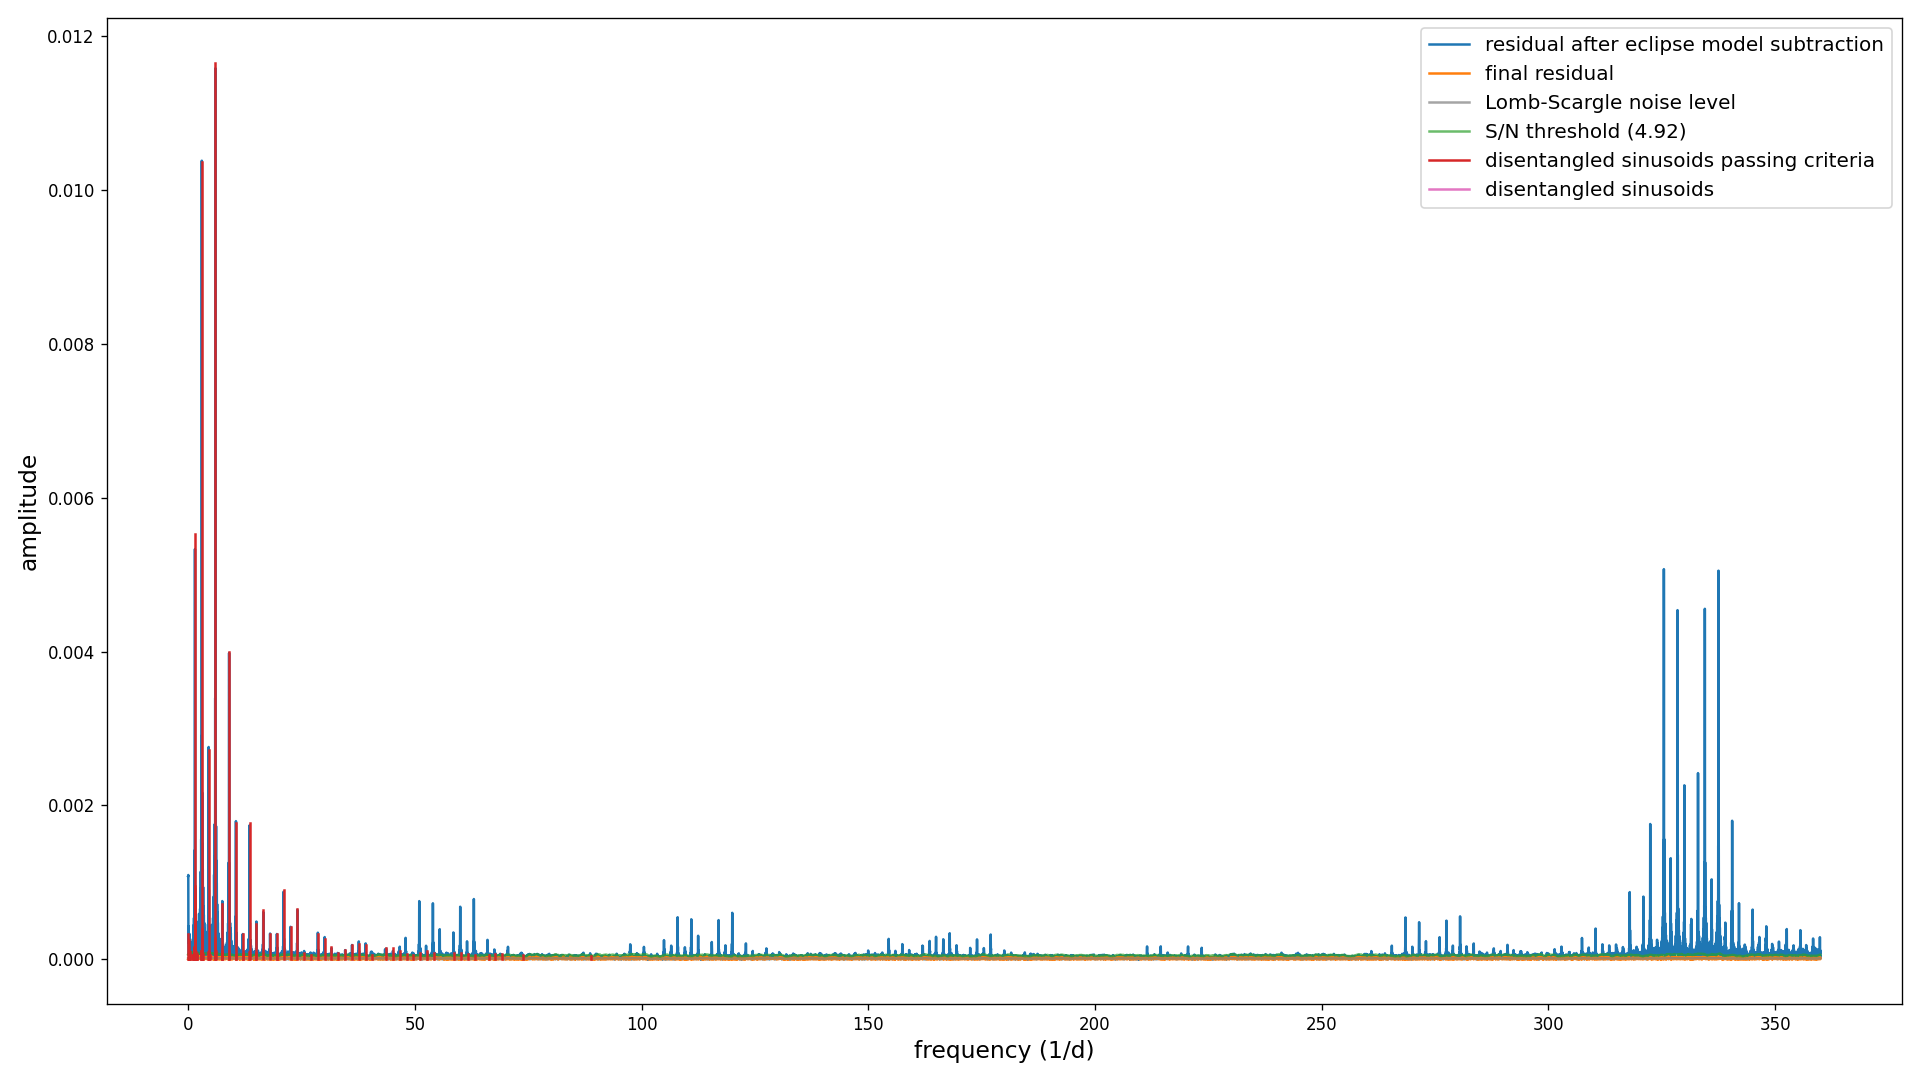 0.012
0.010
0.008
0.006
0.004
0.002
0.000
amplitude
0 50 100 150 200 250 300 350
frequency (1/d)
residual after eclipse model subtraction
final residual
Lomb-Scargle noise level
S/N threshold (4.92)
disentangled sinusoids passing criteria
disentangled sinusoids